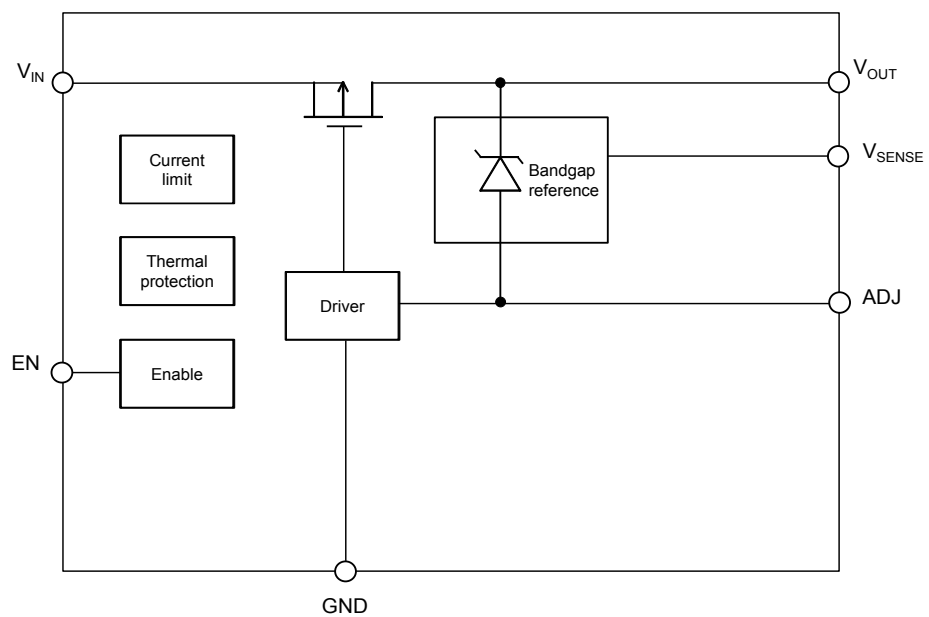 VIN
VOUT
VSENSE
Current
limit
Bandgap
reference
Thermal
protection
Driver
ADJ
EN
Enable
GND